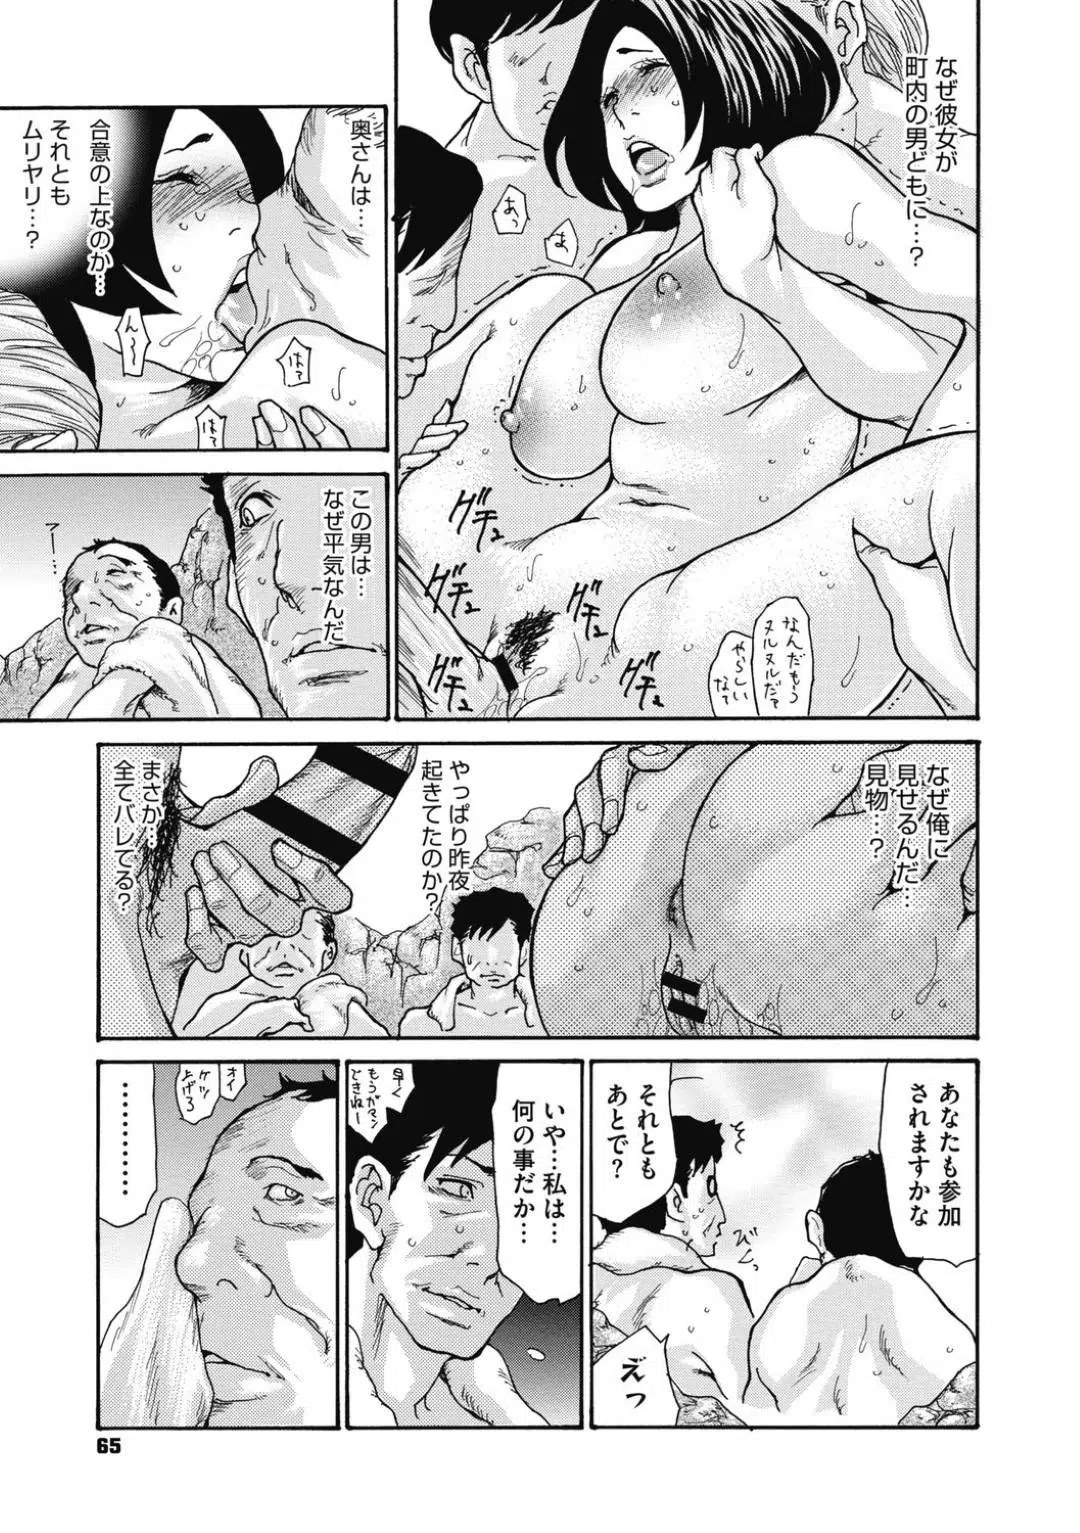 なぜ彼女が
町内の男どもに…?
あっ
あ
グチュ
グチュ
グチュ
グチュ
なんだもう
ヌルヌルだって
やらしい
なて
奥さんは…
合意の上なのか…
それとも
ムリヤリ…?
ん〜
はっ
はっ
この男は…
なぜ平気なんだ
なぜ俺に
見せるんだ…
見物…?
やっぱり昨夜
起きてたのか?
まさか…
全てバレてる?
あなたも参加
されますかな
それとも
あとで?
びくっ
えっ
いや…私は…
何の事だか…
早く
もうガマン
できねー
オイ
ケツ
上げろ
………
65